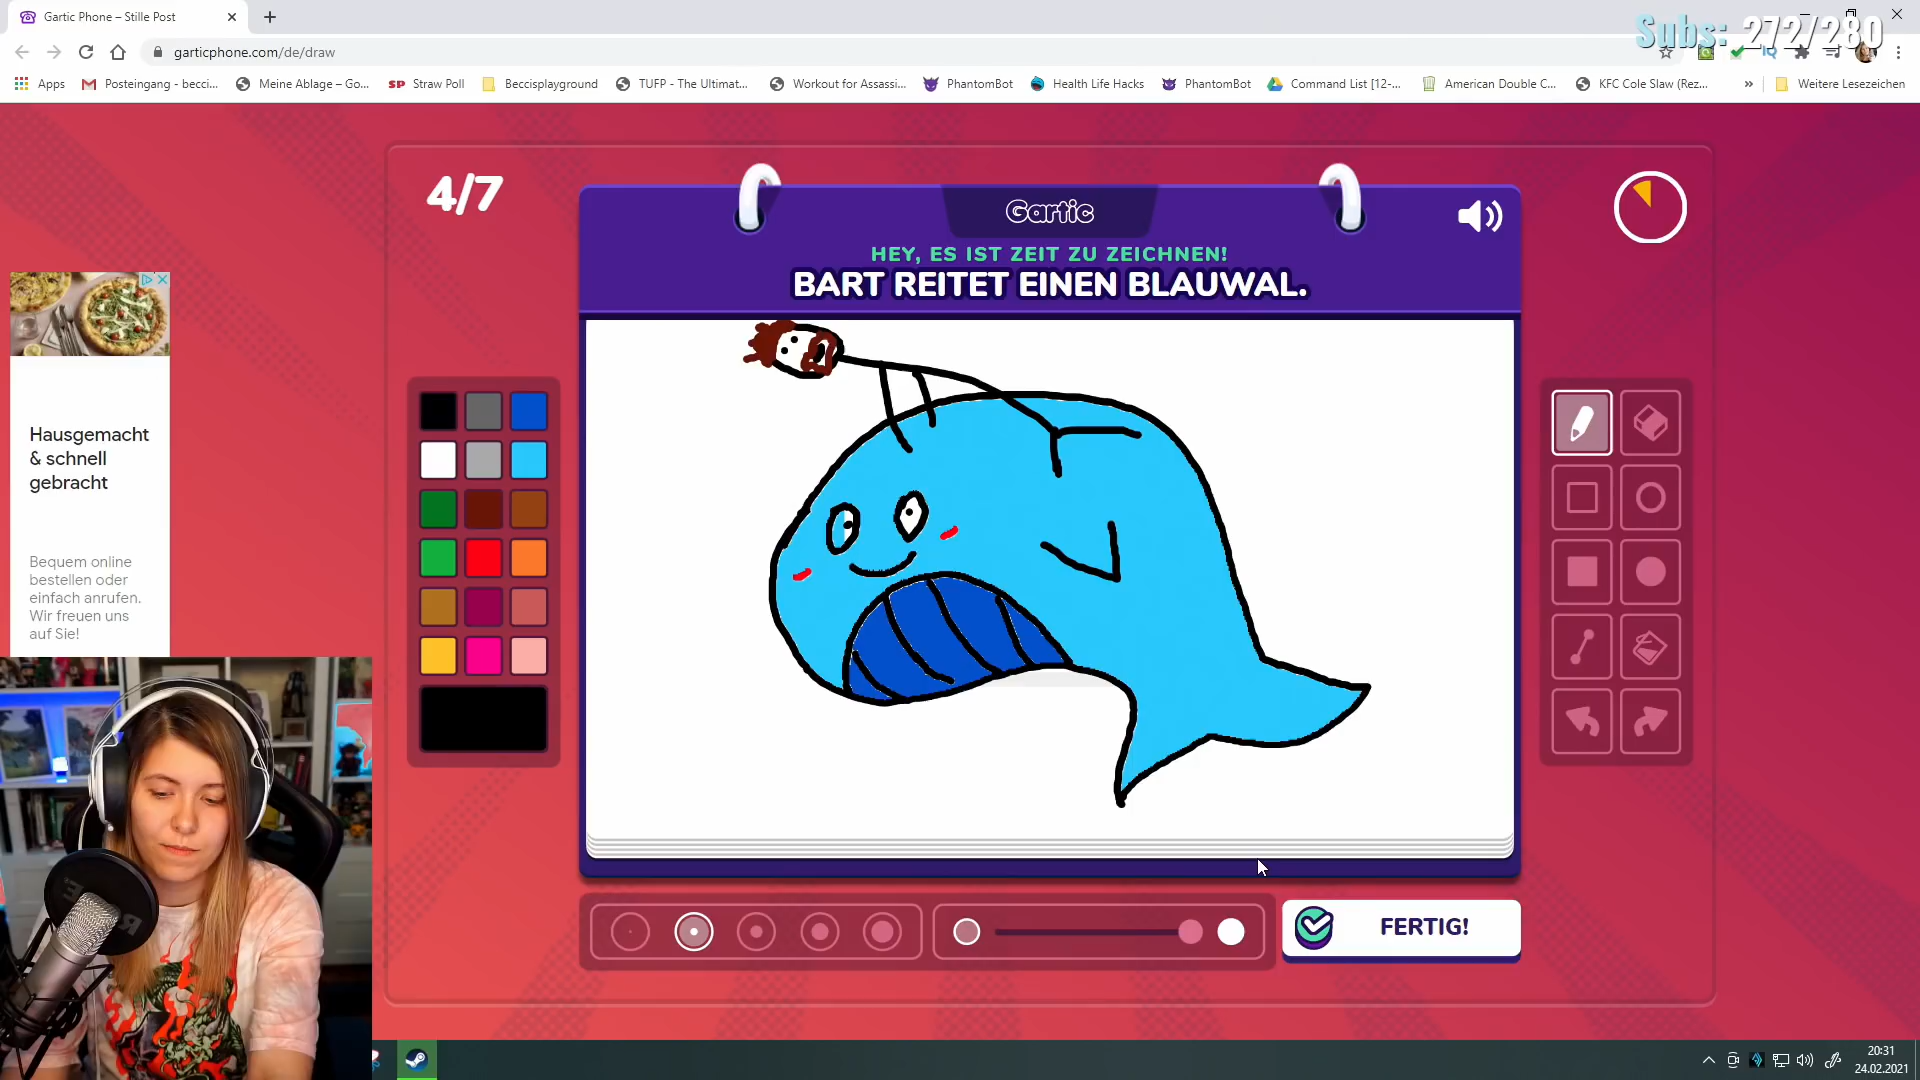 Gartic Phone – Stille Post
Subs: 272/280
garticphone.com/de/draw
Apps
Posteingang - becci...
Meine Ablage – Go...
SP Straw Poll
Beccisplayground
TUFP - The Ultimat...
Workout for Assassi...
PhantomBot
Health Life Hacks
PhantomBot
Command List [12-...
American Double C...
KFC Cole Slaw (Rez...
»
Weitere Lesezeichen
4/7
Gartic
HEY, ES IST ZEIT ZU ZEICHNEN!
BART REITET EINEN BLAUWAL.
Hausgemacht
& schnell
gebracht
Bequem online
bestellen oder
einfach anrufen.
Wir freuen uns
auf Sie!
FERTIG!
20:31
24.02.2021